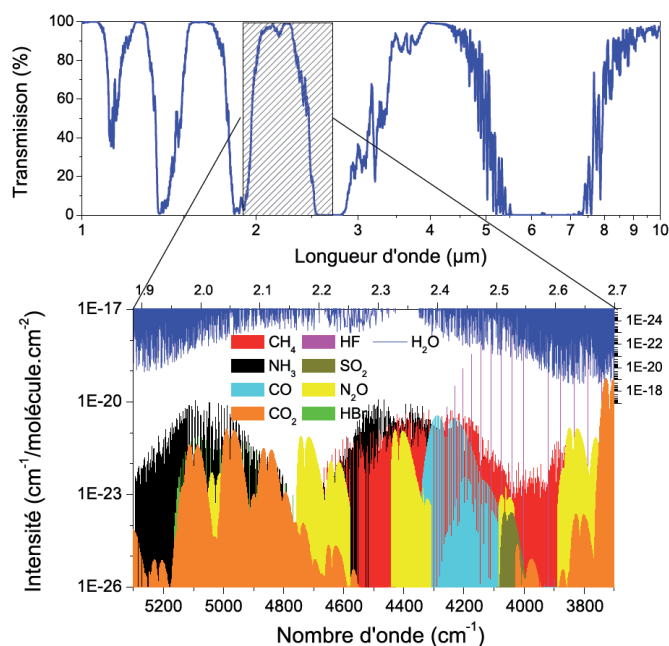 Transmisison (%)
100
80
60
40
20
0
1 2 3 4 5 6 7 8 9 10
Longueur d'onde (µm)
1.9 2.0 2.1 2.2 2.3 2.4 2.5 2.6 2.7
Intensité (cm⁻¹/molécule.cm⁻²)
1E-17
1E-20
1E-23
1E-26
CH₄ HF H₂O
NH₃ SO₂
CO N₂O
CO₂ HB
1E-24
1E-22
1E-20
1E-18
5200 5000 4800 4600 4400 4200 4000 3800
Nombre d'onde (cm⁻¹)